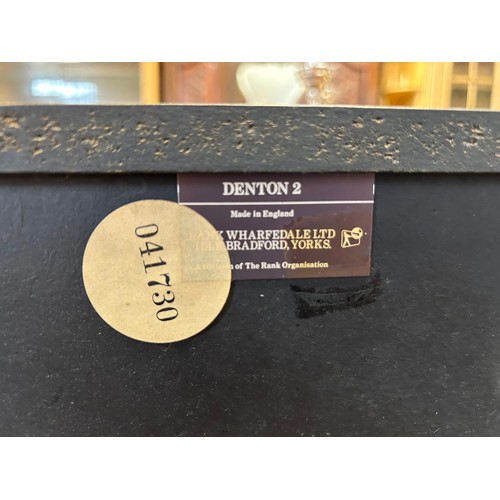 DENTON 2
Made in England
WHARFEDALE LTD
BRADFORD, YORKS.
of The Rank Organisation
041730